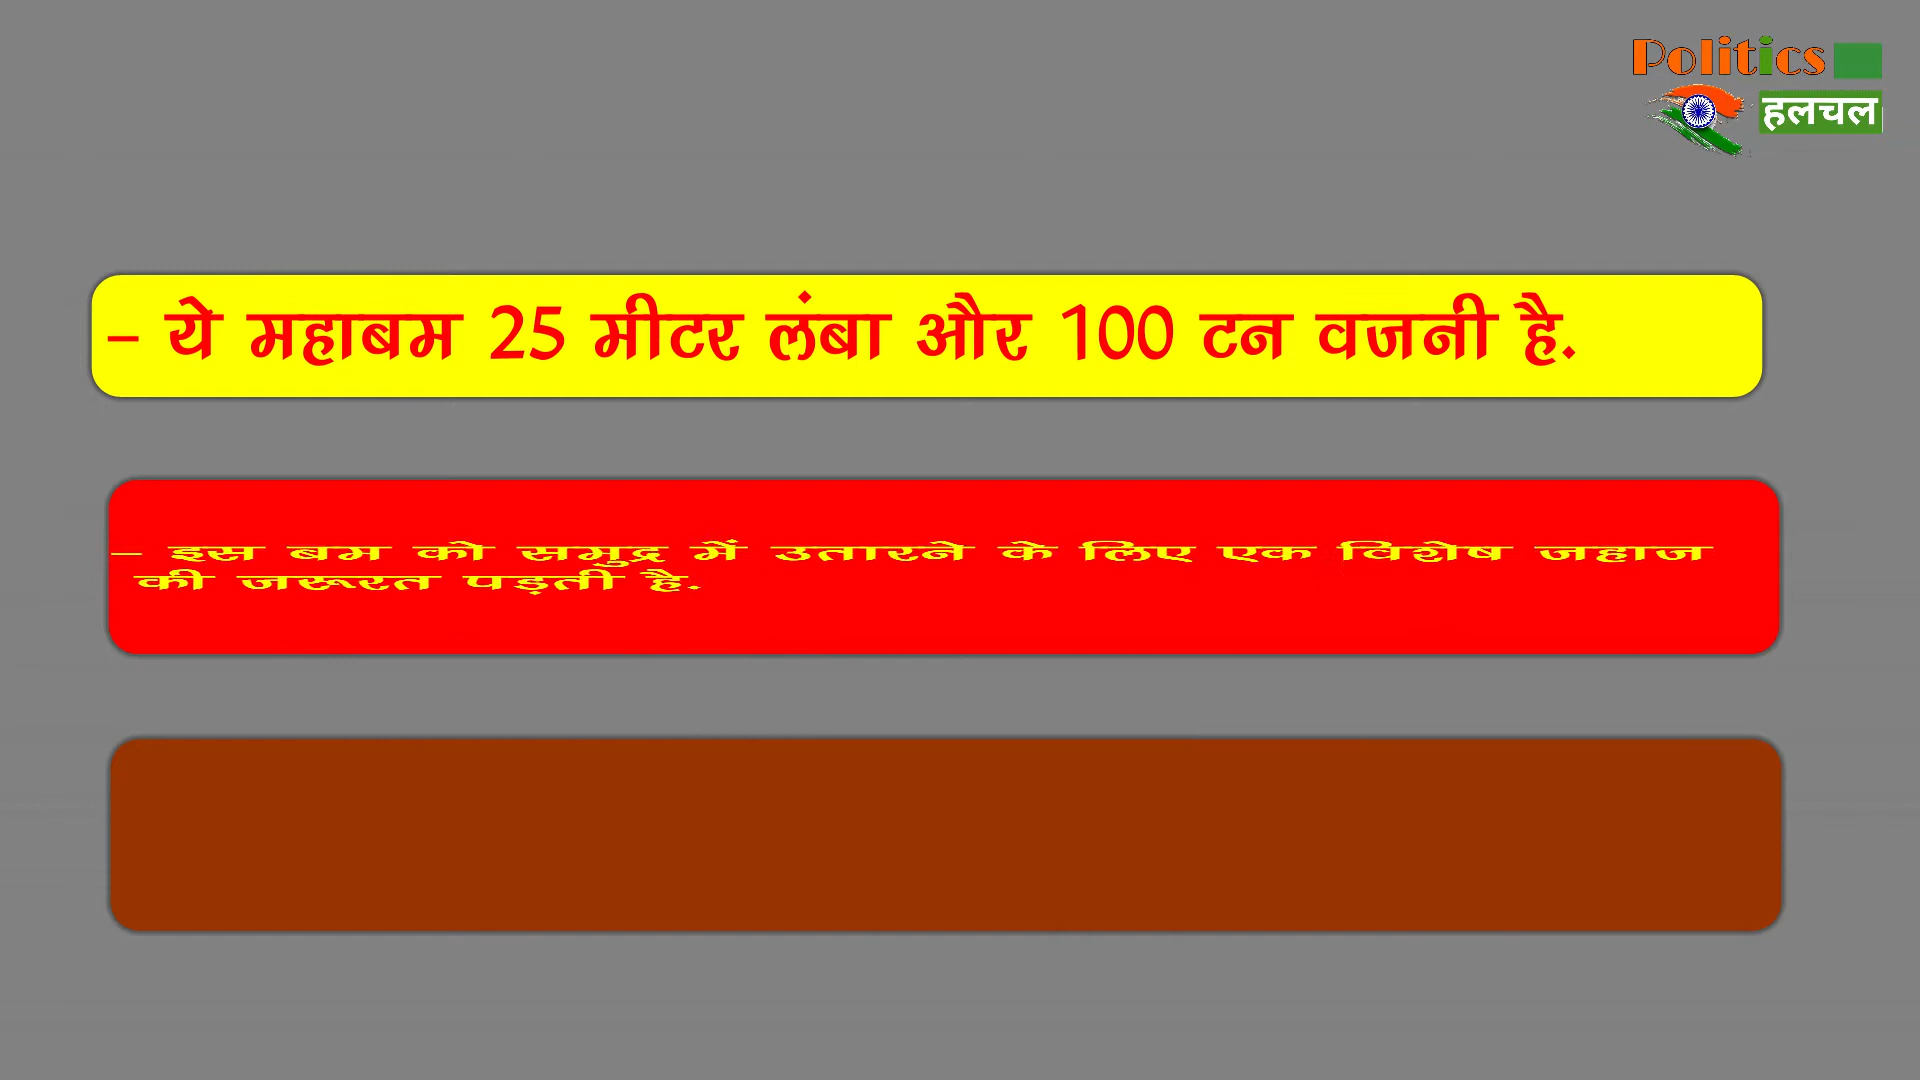 Politics
हलचल
– ये महाबम 25 मीटर लंबा और 100 टन वजनी है.
– इस बम को समुद्र में उतारने के लिए एक विशेष जहाज
की जरूरत पड़ती है.